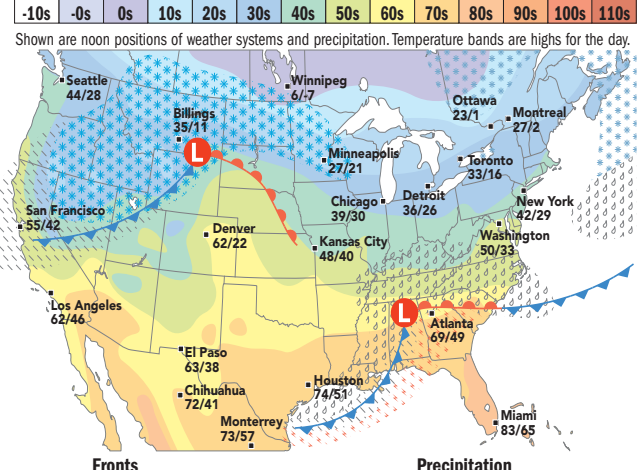 -10s -0s 0s 10s 20s 30s 40s 50s 60s 70s 80s 90s 100s 110s
Shown are noon positions of weather systems and precipitation. Temperature bands are highs for the day.
Seattle
44/28
Winnipeg
6/-7
Billings
35/11
Ottawa
23/1
Montreal
27/2
L
Minneapolis
27/21
Toronto
33/16
San Francisco
55/42
Chicago
39/30
Detroit
36/26
New York
42/29
Denver
62/22
Kansas City
48/40
Washington
50/33
Los Angeles
62/46
L
Atlanta
69/49
El Paso
63/38
Chihuahua
72/41
Houston
74/51
Monterrey
73/57
Miami
83/65
Fronts
Precipitation